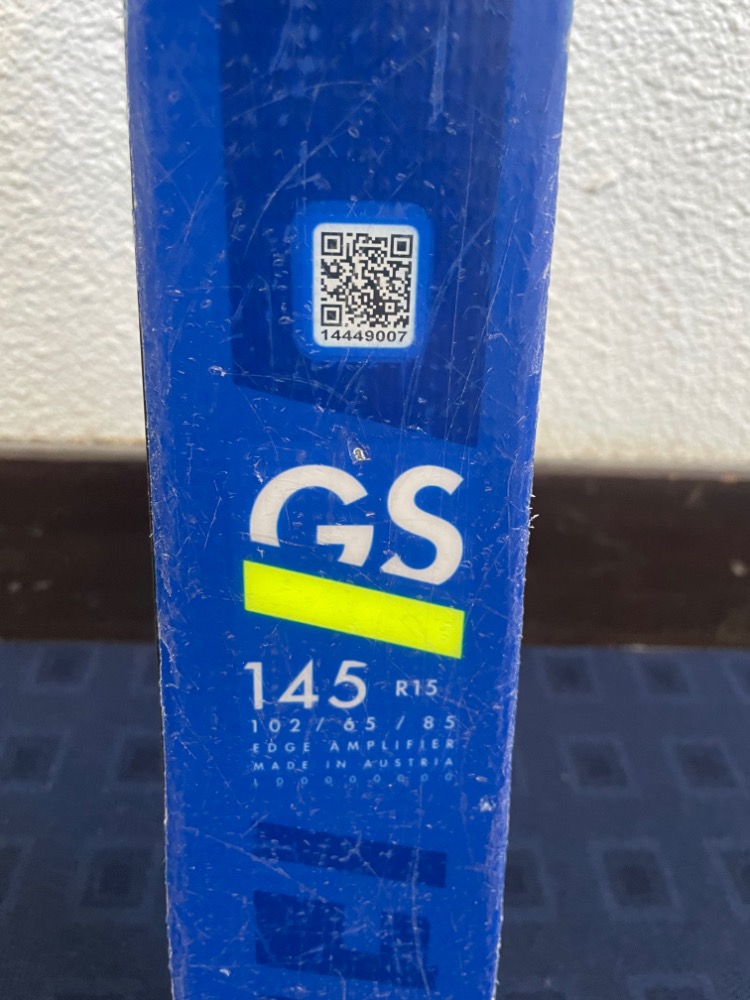 14449007
GS
145 R15
102 / 65 / 85
EDGE AMPLIFIER
MADE IN AUSTRIA